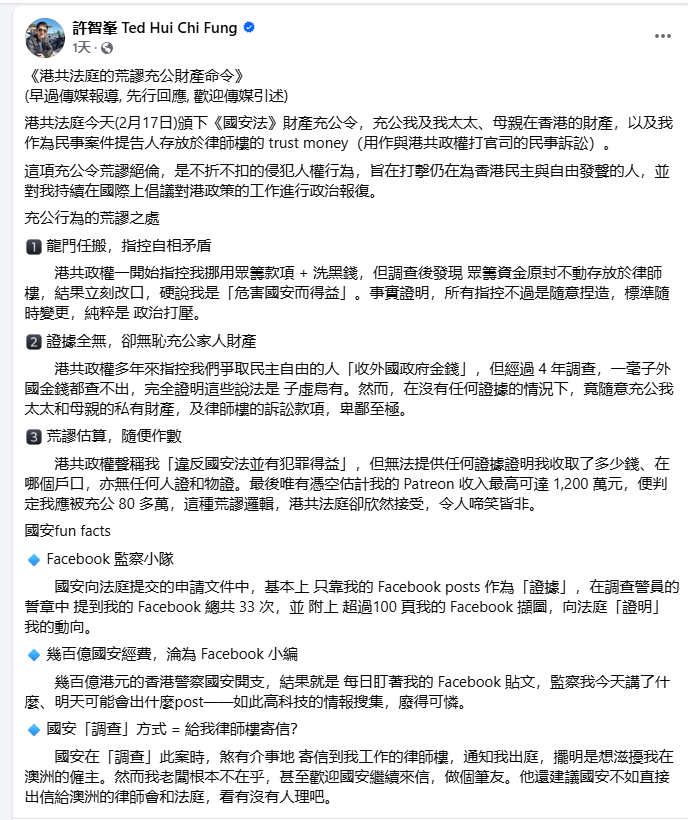 許智峯 Ted Hui Chi Fung
1天
《港共法庭的荒謬充公財產命令》
(早過傳媒報導, 先行回應, 歡迎傳媒引述)
港共法庭今天(2月17日)頒下《國安法》財產充公令，充公我及我太太、母親在香港的財產，以及我
作為民事案件提告人存放於律師樓的 trust money（用作與港共政權打官司的民事訴訟）。
這項充公令荒謬絕倫，是不折不扣的侵犯人權行為，旨在打擊仍在為香港民主與自由發聲的人，並
對我持續在國際上倡議對港政策的工作進行政治報復。
充公行為的荒謬之處
1 龍門任搬，指控自相矛盾
港共政權一開始指控我挪用眾籌款項 + 洗黑錢，但調查後發現 眾籌資金原封不動存放於律師
樓，結果立刻改口，硬說我是「危害國安而得益」。事實證明，所有指控不過是隨意捏造，標準隨
時變更，純粹是 政治打壓。
2 證據全無，卻無恥充公家人財產
港共政權多年來指控我們爭取民主自由的人「收外國政府金錢」，但經過 4 年調查，一毫子外
國金錢都查不出，完全證明這些說法是 子虛烏有。然而，在沒有任何證據的情況下，竟隨意充公我
太太和母親的私有財產，及律師樓的訴訟款項，卑鄙至極。
3 荒謬估算，隨便作數
港共政權聲稱我「違反國安法並有犯罪得益」，但無法提供任何證據證明我收取了多少錢、在
哪個戶口，亦無任何人證和物證。最後唯有憑空估計我的 Patreon 收入最高可達 1,200 萬元，便判
定我應被充公 80 多萬，這種荒謬邏輯，港共法庭卻欣然接受，令人啼笑皆非。
國安fun facts
Facebook 監察小隊
國安向法庭提交的申請文件中，基本上 只靠我的 Facebook posts 作為「證據」，在調查警員的
誓章中 提到我的 Facebook 總共 33 次，並 附上 超過100 頁我的 Facebook 擷圖，向法庭「證明」
我的動向。
幾百億國安經費，淪為 Facebook 小編
幾百億港元的香港警察國安開支，結果就是 每日盯著我的 Facebook 貼文，監察我今天講了什
麼、明天可能會出什麼post——如此高科技的情報搜集，廢得可憐。
國安「調查」方式 = 給我律師樓寄信?
國安在「調查」此案時，煞有介事地 寄信到我工作的律師樓，通知我出庭，擺明是想滋擾我在
澳洲的僱主。然而我老闆根本不在乎，甚至歡迎國安繼續來信，做個筆友。他還建議國安不如直接
出信給澳洲的律師會和法庭，看有沒有人理吧。